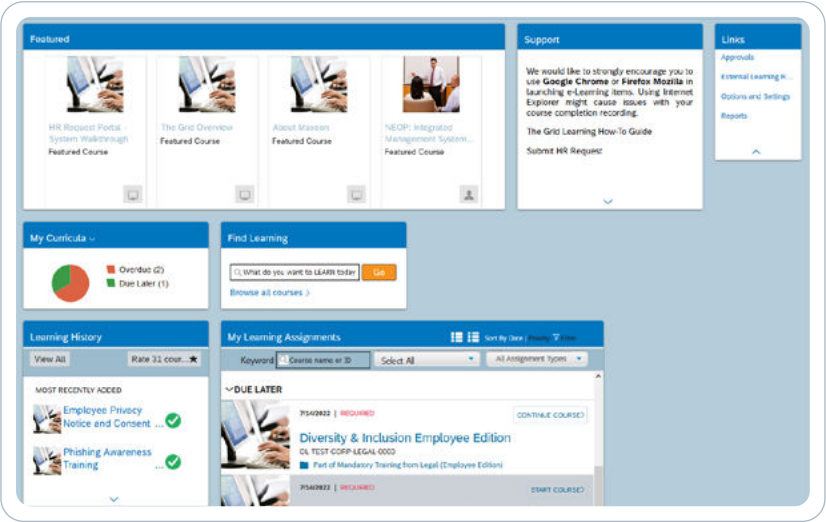 Featured
HR Request Portal -
System Walkthrough
Featured Course
The Grid Overview
Featured Course
About
Featured Course
NEOP: Integrated
Management System...
Featured Course
Support
We would like to strongly encourage you to
use Google Chrome or Firefox Mozilla in
launching e-Learning items. Using Internet
Explorer might cause issues with your
course completion recording.
The Grid Learning How-To Guide
Submit HR Request
Links
Approvals
External Learning H...
Options and Settings
Reports
My Curricula
Overdue (2)
Due Later (1)
Find Learning
What do you want to LEARN today
Go
Browse all courses >
Learning History
View All
Rate 31 cour...★
MOST RECENTLY ADDED
Employee Privacy
Notice and Consent ...
Phishing Awareness
Training ...
My Learning Assignments
Sort By Date | Priority Filter
Keyword Course name or ID
Select All
All Assignment Types
DUE LATER
7/14/2022 | REQUIRED
CONTINUE COURSE>
Diversity & Inclusion Employee Edition
OL TEST-CORP-LEGAL-0003
Part of Mandatory Training from Legal (Employee Edition)
7/14/2022 | REQUIRED
START COURSE>